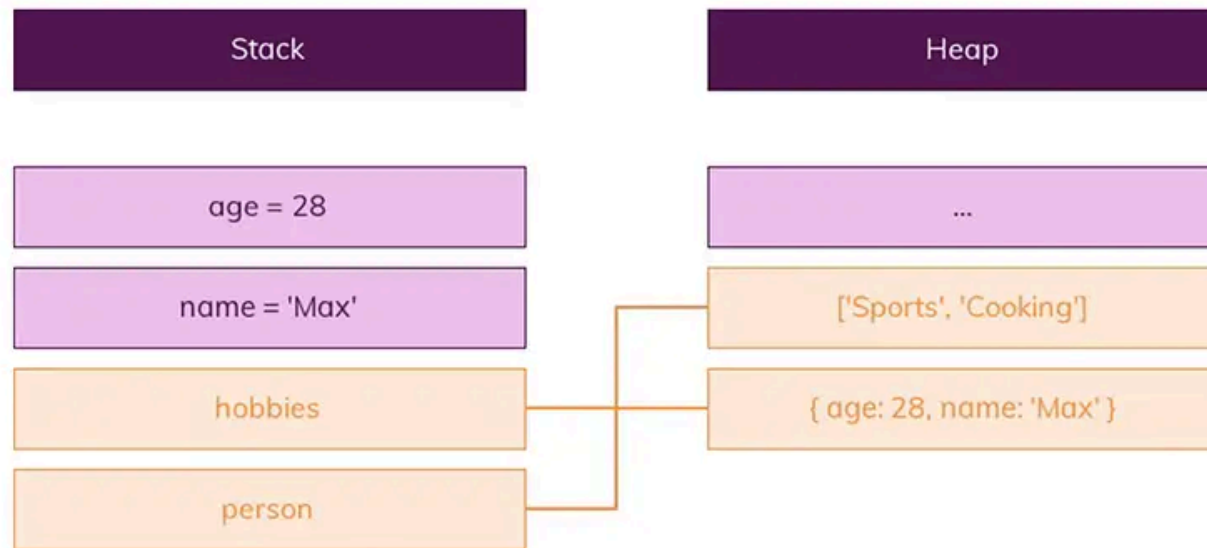 Stack
Heap
age = 28
...
name = 'Max'
['Sports', 'Cooking']
hobbies
{ age: 28, name: 'Max' }
person